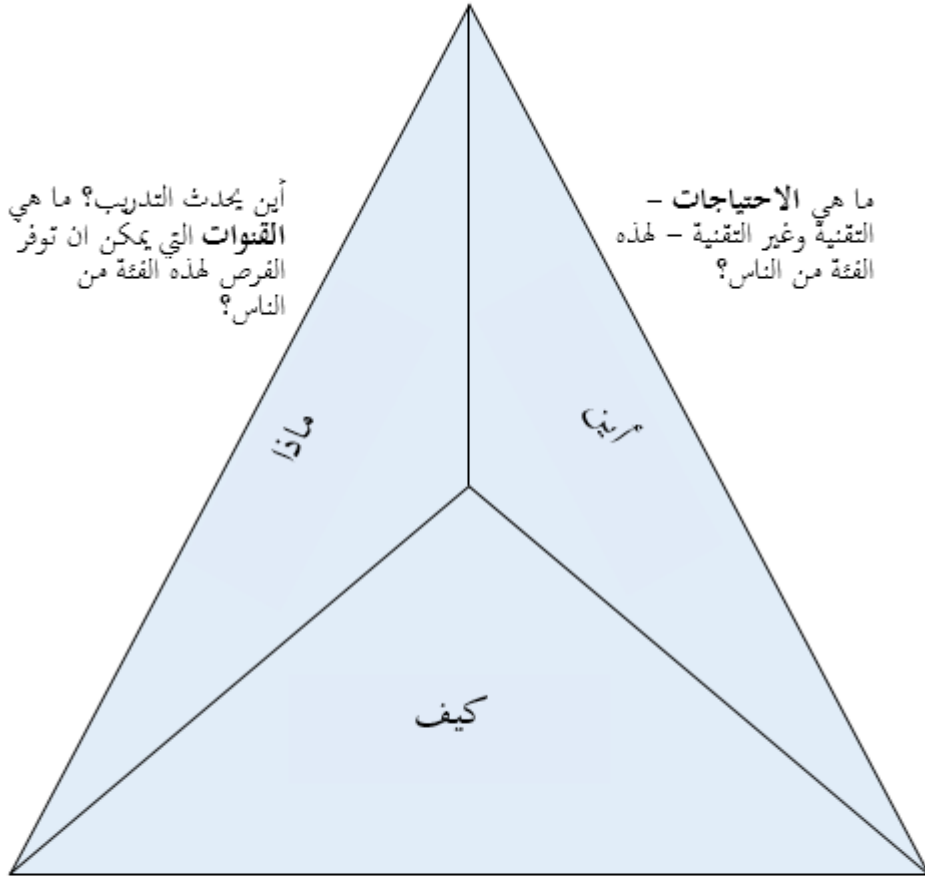 ما هي الاحتياجات –
التقنية وغير التقنية – لهذه
الفئة من الناس؟
أين يحدث التدريب؟ ما هي
القنوات التي يمكن ان توفر
الفرص لهذه الفئة من
الناس؟
أين
ماذا
كيف